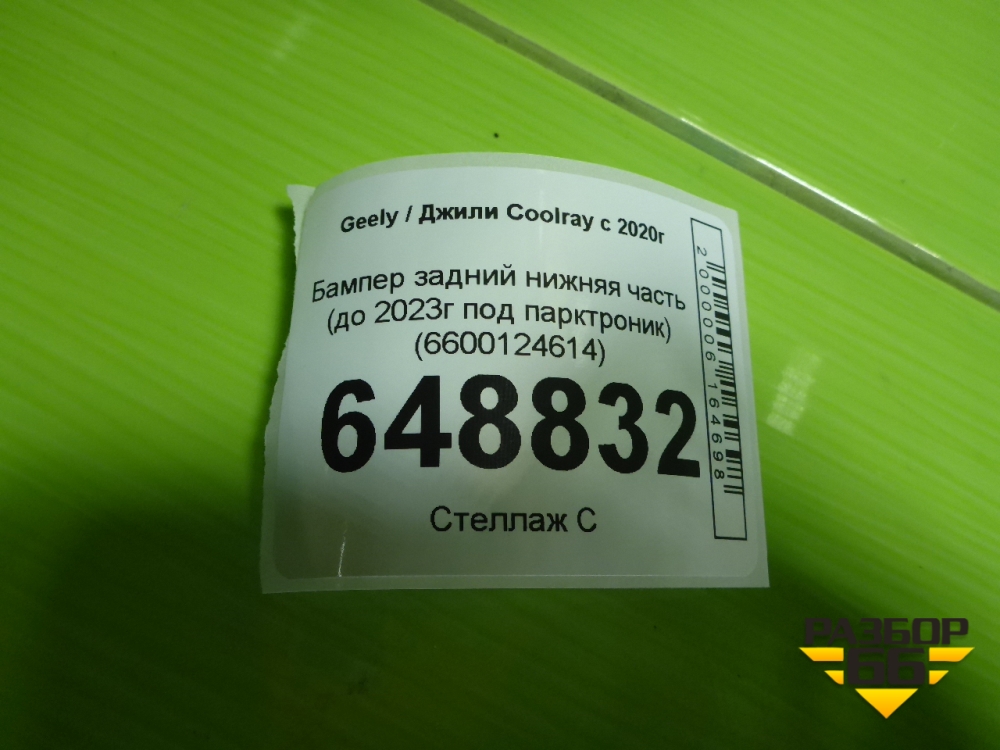 Geely / Джили Coolray с 2020г
Бампер задний нижняя часть
(до 2023г под парктроник)
(6600124614)
648832
Стеллаж С
2000006164698
РАЗБОР
66